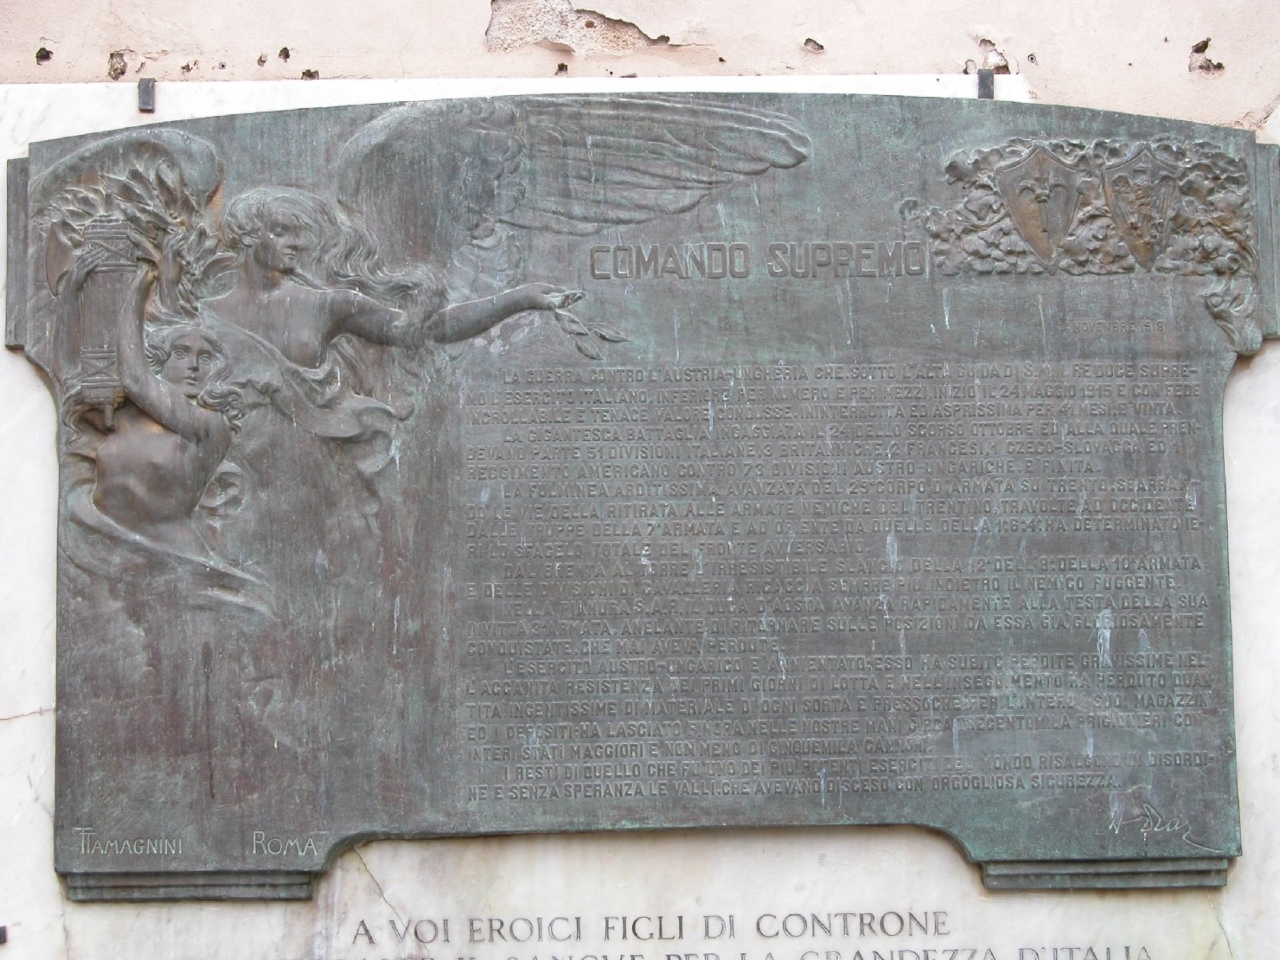 COMANDO SUPREMO
NOVEMBRE 1918
LA GUERRA CONTRO L'AUSTRIA-UNGHERIA CHE, SOTTO L'ALTA GUIDA DI S.M. IL RE DUCE SUPRE-
MO L'ESERCITO ITALIANO, INFERIORE PER NUMERO E PER MEZZI, INIZIÒ IL 24 MAGGIO 1915 E CON FEDE
INCROLLABILE E TENACE VALORE CONDUSSE, ININTERROTTA ED ASPRISSIMA PER 41 MESI È VINTA.
LA GIGANTESCA BATTAGLIA INGAGGIATA IL 24 DELLO SCORSO OTTOBRE ED ALLA QUALE PREN-
DEVANO PARTE 51 DIVISIONI ITALIANE, 3 BRITANNICHE, 2 FRANCESI, 1 CZECO-SLOVACCA ED 1
REGGIMENTO AMERICANO CONTRO 73 DIVISIONI AUSTRO-UNGARICHE, È FINITA.
LA FULMINEA ARDITISSIMA AVANZATA DEL 29° CORPO D'ARMATA SU TRENTO, SBARRAN-
DO LE VIE DELLA RITIRATA ALLE ARMATE NEMICHE DEL TRENTINO, TRAVOLTE AD OCCIDENTE
DALLE TRUPPE DELLA 7ª ARMATA E AD ORIENTE DA QUELLE DELLA 1ª 6ª 4ª, HA DETERMINATO IE-
RI LO SFACELO TOTALE DEL FRONTE AVVERSARIO.
DAL BRENTA AL TORRE L'IRRESISTIBILE SLANCIO DELLA 12ª DELL'8ª DELLA 10ª ARMATA
E DELLE DIVISIONI DI CAVALLERIA, RICACCIA SEMPRE PIÙ INDIETRO IL NEMICO FUGGENTE.
NELLA PIANURA S.A.R. IL DUCA D'AOSTA AVANZA RAPIDAMENTE ALLA TESTA DELLA SUA
INVITTA 3ª ARMATA, ANELANTE DI RITORNARE SULLE POSIZIONI DA ESSA GIÀ GLORIOSAMENTE
CONQUISTATE, CHE MAI AVEVA PERDUTE.
L'ESERCITO AUSTRO-UNGARICO È ANNIENTATO: ESSO HA SUBITO PERDITE GRAVISSIME NEL-
L'ACCANITA RESISTENZA DEI PRIMI GIORNI DI LOTTA E NELL'INSEGUIMENTO HA PERDUTO QUAN-
TITÀ INGENTISSIME DI MATERIALE DI OGNI SORTA E PRESSOCHÈ PER L'INTERO I SUOI MAGAZZINI
ED I DEPOSITI: HA LASCIATO FINORA NELLE NOSTRE MANI CIRCA TRECENTOMILA PRIGIONIERI CON
INTERI STATI MAGGIORI E NON MENO DI CINQUEMILA CANNONI.
I RESTI DI QUELLO CHE FU UNO DEI PIÙ POTENTI ESERCITI DEL MONDO RISALGONO IN DISORDI-
NE E SENZA SPERANZA LE VALLI, CHE AVEVANO DISCESO CON ORGOGLIOSA SICUREZZA.
A Diaz
T TAMAGNINI ROMA
A VOI EROICI FIGLI DI CONTRONE
SANGUE PER LA GRANDEZZA D'ITALIA